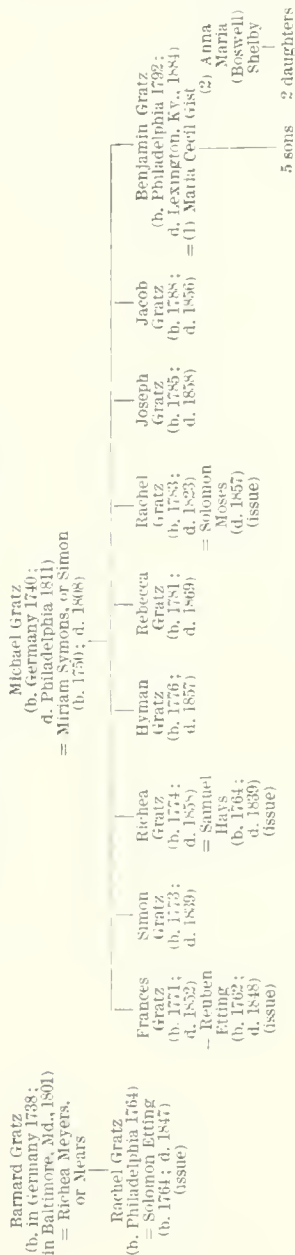 Barnard Gratz
(b. in Germany 1738;
in Baltimore, Md., 1801)
= Richea Meyers,
or Mears
Rachel Gratz
(b. Philadelphia 1764)
= Solomon Etting
(b. 1764; d. 1847)
(issue)
Michael Gratz
(b. Germany 1740;
d. Philadelphia 1811)
= Miriam Symons, or Simon
(b. 1750; d. 1808)
Frances
Gratz
(b. 1771;
d. 1852)
= Reuben
Etting
(b. 1762;
d. 1848)
(issue)
Simon
Gratz
(b. 1773;
d. 1839)
Richea
Gratz
(b. 1774;
d. 1858)
= Samuel
Hays
(b. 1764;
d. 1839)
(issue)
Hyman
Gratz
(b. 1776;
d. 1857)
Rebecca
Gratz
(b. 1781;
d. 1869)
Rachel
Gratz
(b. 1783;
d. 1823)
= Solomon
Moses
(d. 1857)
(issue)
Joseph
Gratz
(b. 1785;
d. 1858)
Jacob
Gratz
(b. 1788;
d. 1856)
Benjamin Gratz
(b. Philadelphia 1792;
d. Lexington, Ky., 1884)
= (1) Maria Cecil Gist
(2) Anna
Maria
(Boswell)
Shelby
5 sons 2 daughters